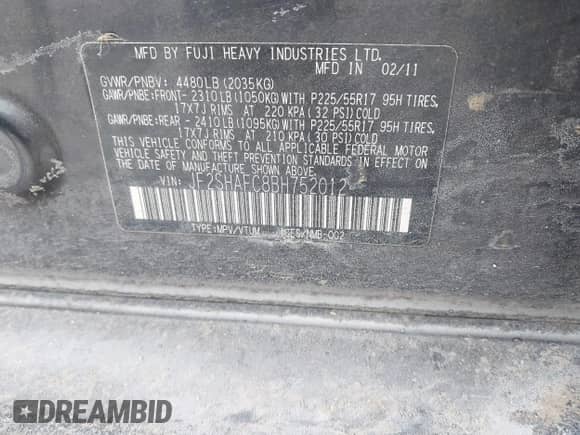 MFD BY FUJI HEAVY INDUSTRIES LTD.
MFD IN 02/11
GVWR/PNBV: 4480LB (2035KG)
GAWR/PNBE:FRONT- 2310LB(1050KG)WITH P225/55R17 95H TIRES,
17X7J RIMS AT 220 KPA (32 PSI)COLD
GAWR/PNBE:REAR - 2410LB(1095KG)WITH P225/55R17 95H TIRES,
17X7J RIMS AT 210 KPA (30 PSI)COLD
THIS VEHICLE CONFORMS TO ALL APPLICABLE FEDERAL MOTOR
VEHICLE SAFETY AND THEFT PREVENTION STANDARDS IN EFFECT ON
THE DATE OF MANUFACTURE SHOWN ABOVE.
VIN: JF2SHAFC8BH752012
TYPE:MPV/VTUM
DREAMBID